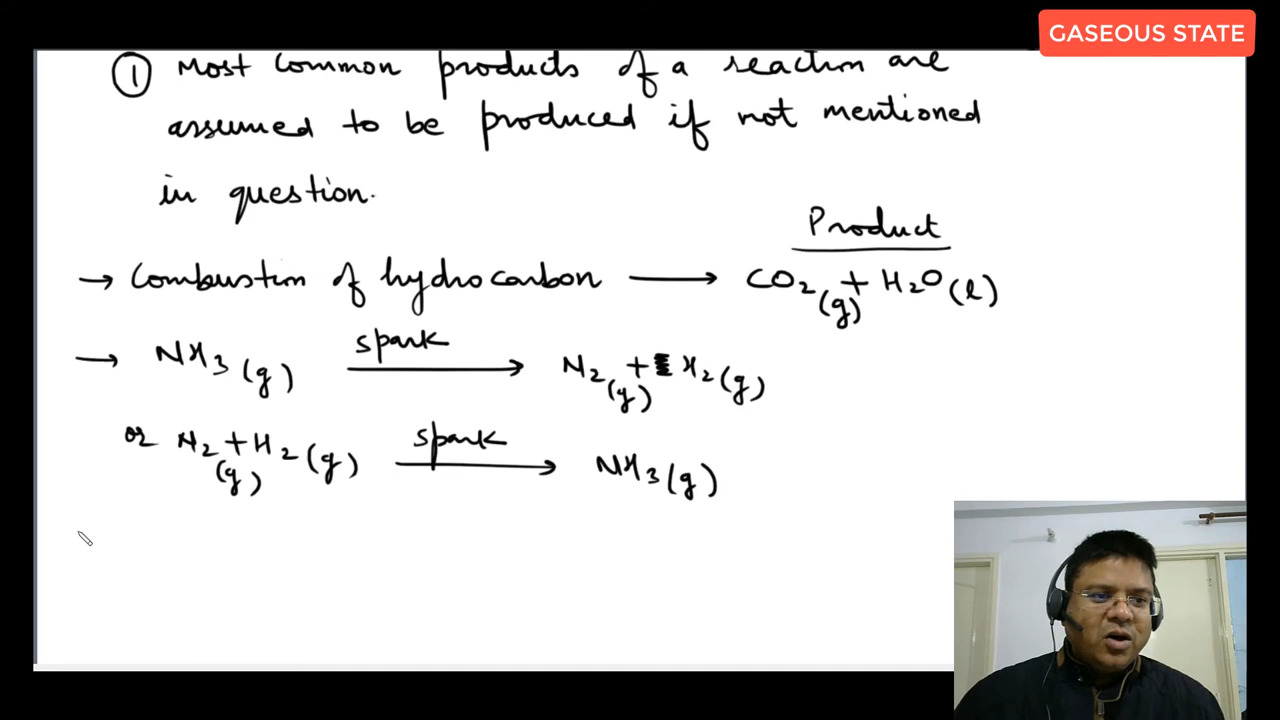 GASEOUS STATE
① Most Common products of a reaction are
assumed to be produced if not mentioned
in question.
Product
→ Combustion of hydrocarbon ⟶ CO₂(g) + H₂O(l)
→ NH₃(g) spark ⟶ N₂(g) + H₂(g)
or N₂(g) + H₂(g) spark ⟶ NH₃(g)